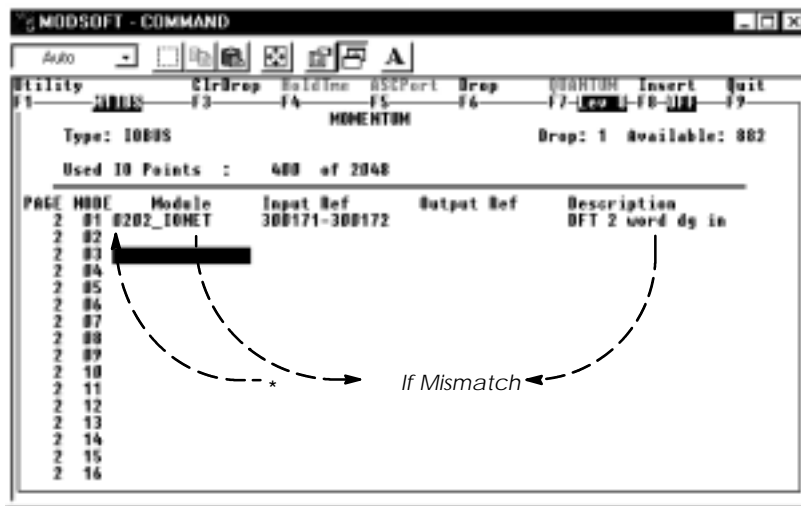 MODSOFT - COMMAND
Auto
A
Utility ClrDrop HoldTme ASCPort Drop QUANTUM Insert Quit
F1 F3 F4 F5 F6 F7-Lev F8-OFF F9
MOMENTUM
Type: IOBUS Drop: 1 Available: 882
Used IO Points : 400 of 2048
PAGE NODE Module Input Ref Output Ref Description
2 01 0202_IONET 300171-300172 DFT 2 word dg in
2 02
2 03
2 04
2 05
2 06
2 07
2 08
2 09
2 10
2 11
2 12
2 13
2 14
2 15
2 16
* If Mismatch